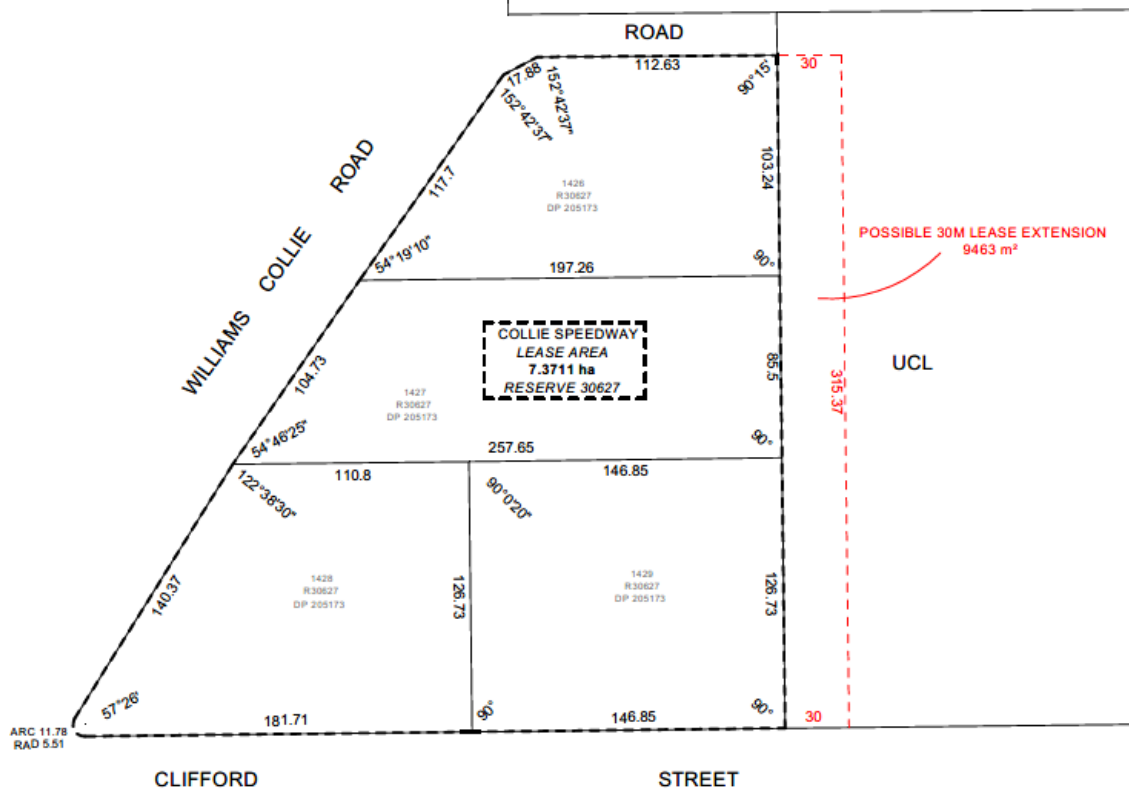 ROAD
112.63
30
17.88
152°42'37"
152°42'37"
90°15'
WILLIAMS COLLIE ROAD
117.7
103.24
1426
R30627
DP 205173
POSSIBLE 30M LEASE EXTENSION
9463 m²
54°19'10"
197.26
90°
COLLIE SPEEDWAY
LEASE AREA
7.3711 ha
RESERVE 30627
104.73
85.5
UCL
315.37
1427
R30627
DP 205173
54°46'25"
257.65
90°
110.8
146.85
122°38'30"
90°0'20"
1428
R30627
DP 205173
1429
R30627
DP 205173
140.37
126.73
126.73
57°26'
181.71
90°
146.85
90°
30
ARC 11.78
RAD 5.51
CLIFFORD STREET